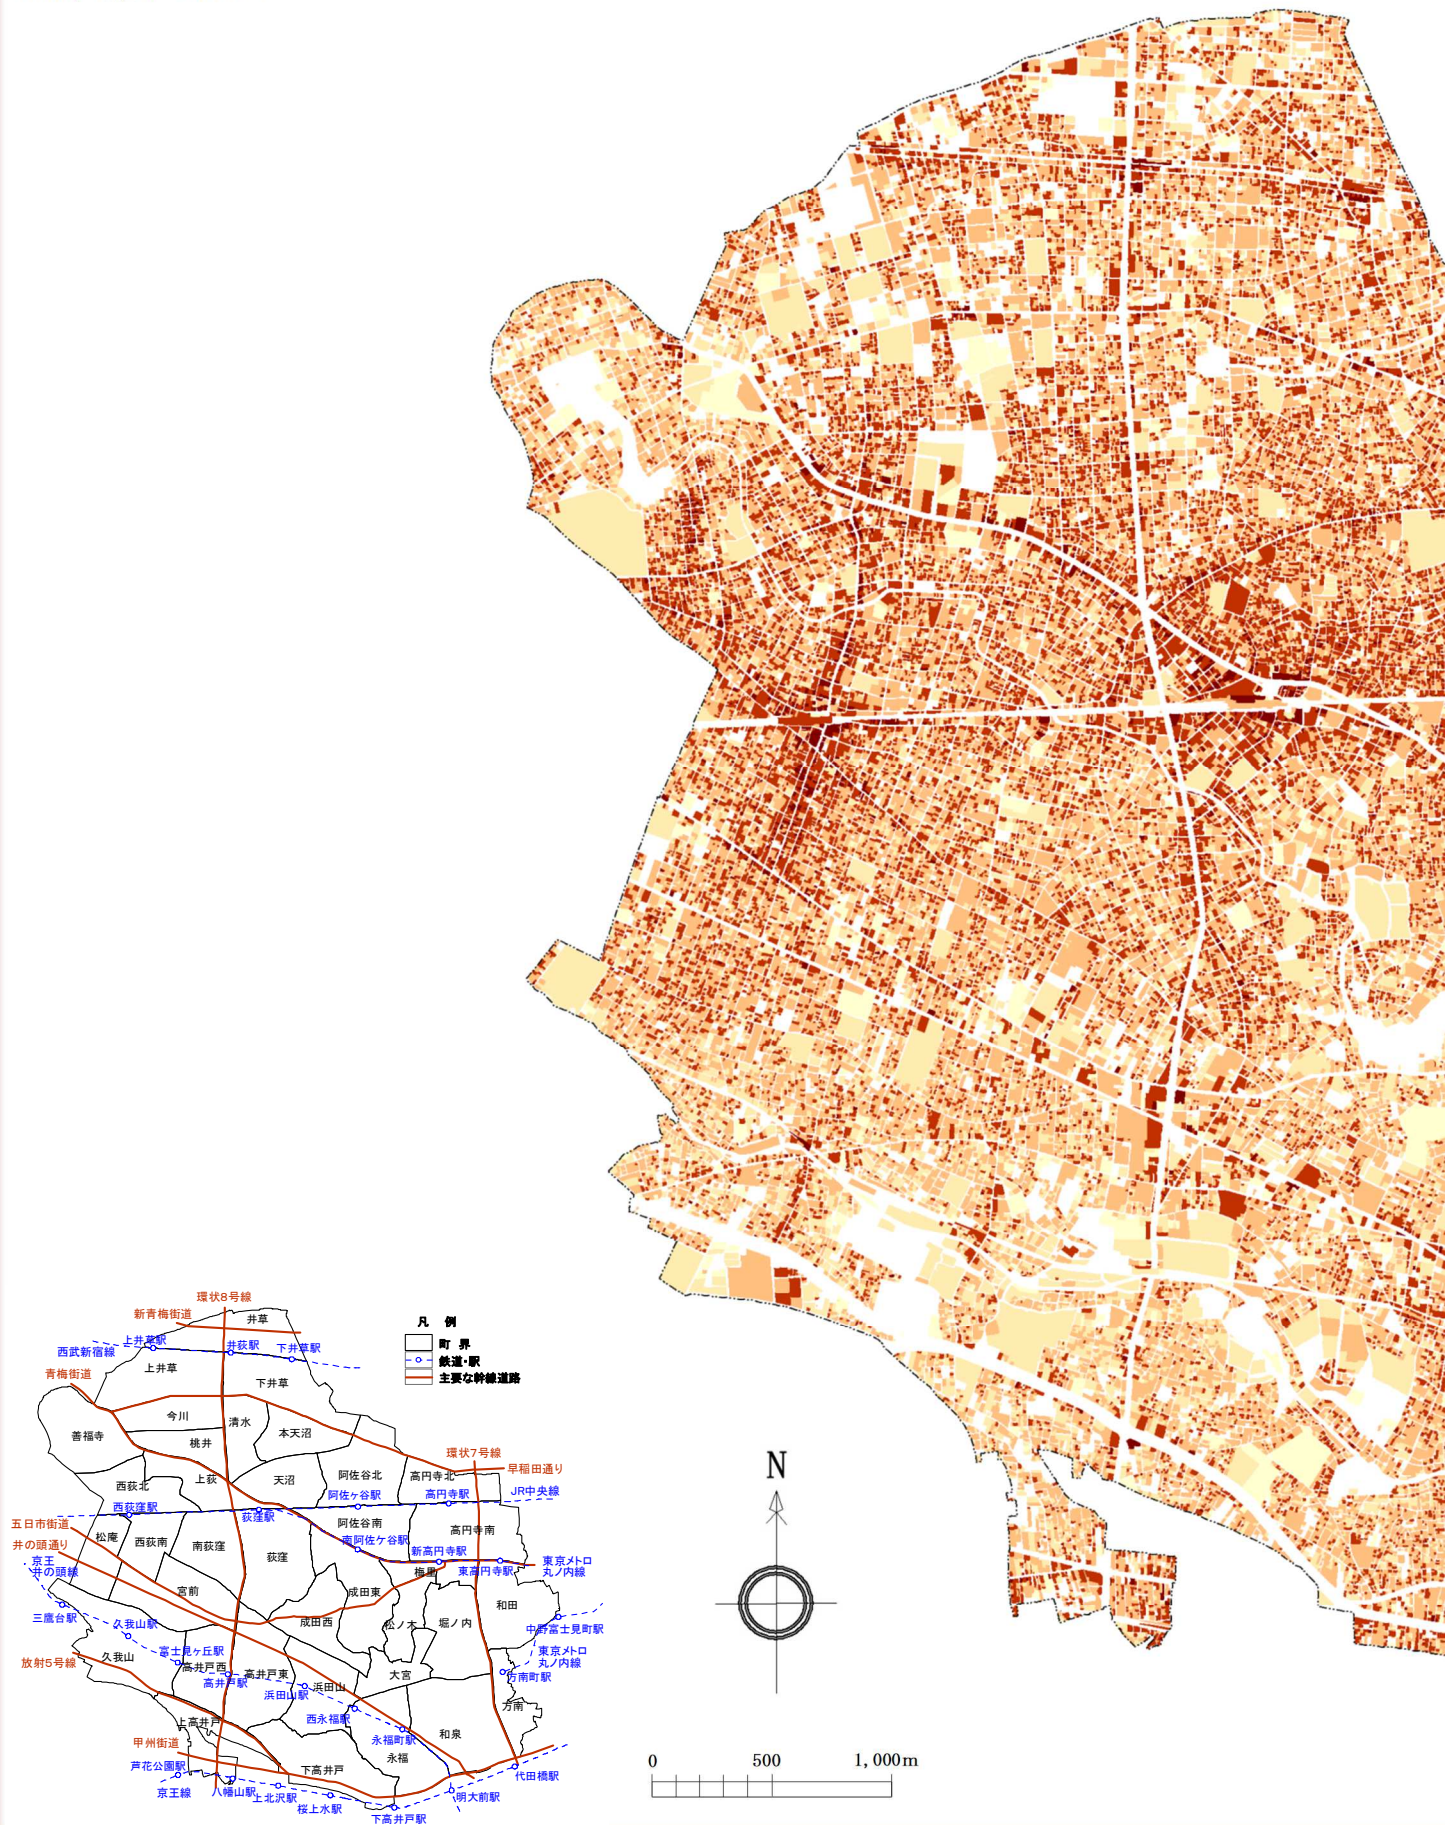 N
0 500 1,000m
凡 例
町 界
鉄道・駅
主要な幹線道路
環状8号線
新青梅街道
井草
上井草駅
井荻駅
下井草駅
西武新宿線
上井草
青梅街道
下井草
今川
清水
善福寺
桃井
本天沼
環状7号線
早稲田通り
上荻
天沼
阿佐谷北
高円寺北
西荻北
阿佐ヶ谷駅
高円寺駅
JR中央線
西荻窪駅
荻窪駅
五日市街道
阿佐谷南
高円寺南
松庵
西荻南
南荻窪
荻窪
南阿佐ケ谷駅
新高円寺駅
井の頭通り
京王
井の頭線
梅里
東高円寺駅
東京メトロ
丸ノ内線
宮前
成田東
和田
三鷹台駅
久我山駅
成田西
松ノ木
堀ノ内
中野富士見町駅
富士見ヶ丘駅
東京メトロ
丸ノ内線
久我山
放射5号線
高井戸西
高井戸東
大宮
方南町駅
高井戸駅
浜田山
浜田山駅
方南
西永福駅
上高井戸
永福町駅
和泉
甲州街道
永福
芦花公園駅
下高井戸
代田橋駅
京王線
八幡山駅
上北沢駅
明大前駅
桜上水駅
下高井戸駅